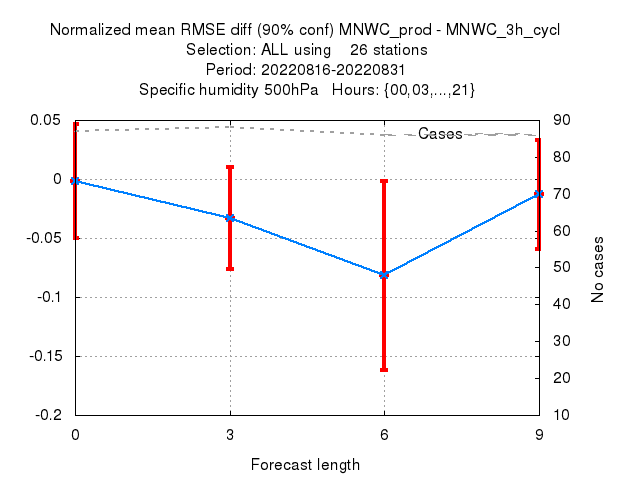 Normalized mean RMSE diff (90% conf) MNWC_prod - MNWC_3h_cycl
Selection: ALL using 26 stations
Period: 20220816-20220831
Specific humidity 500hPa Hours: {00,03,...,21}
0.05
0
-0.05
-0.1
-0.15
-0.2
Cases
90
80
70
60
50
40
30
20
10
No cases
0 3 6 9
Forecast length